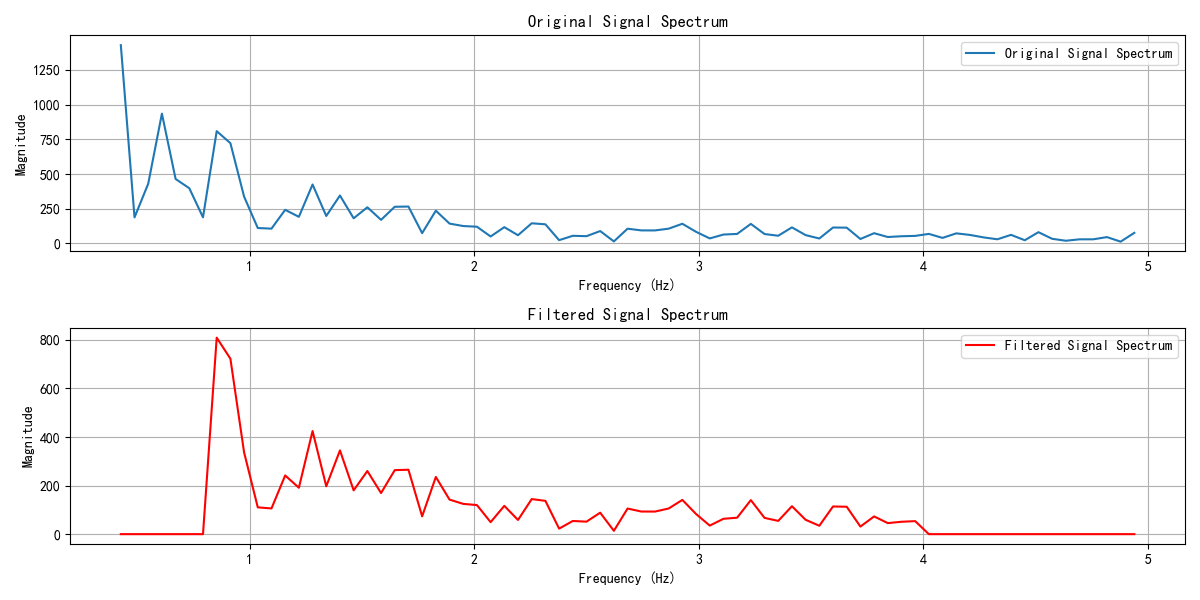 Original Signal Spectrum
Original Signal Spectrum
Magnitude
1250
1000
750
500
250
0
1 2 3 4 5
Frequency (Hz)
Filtered Signal Spectrum
Filtered Signal Spectrum
Magnitude
800
600
400
200
0
1 2 3 4 5
Frequency (Hz)